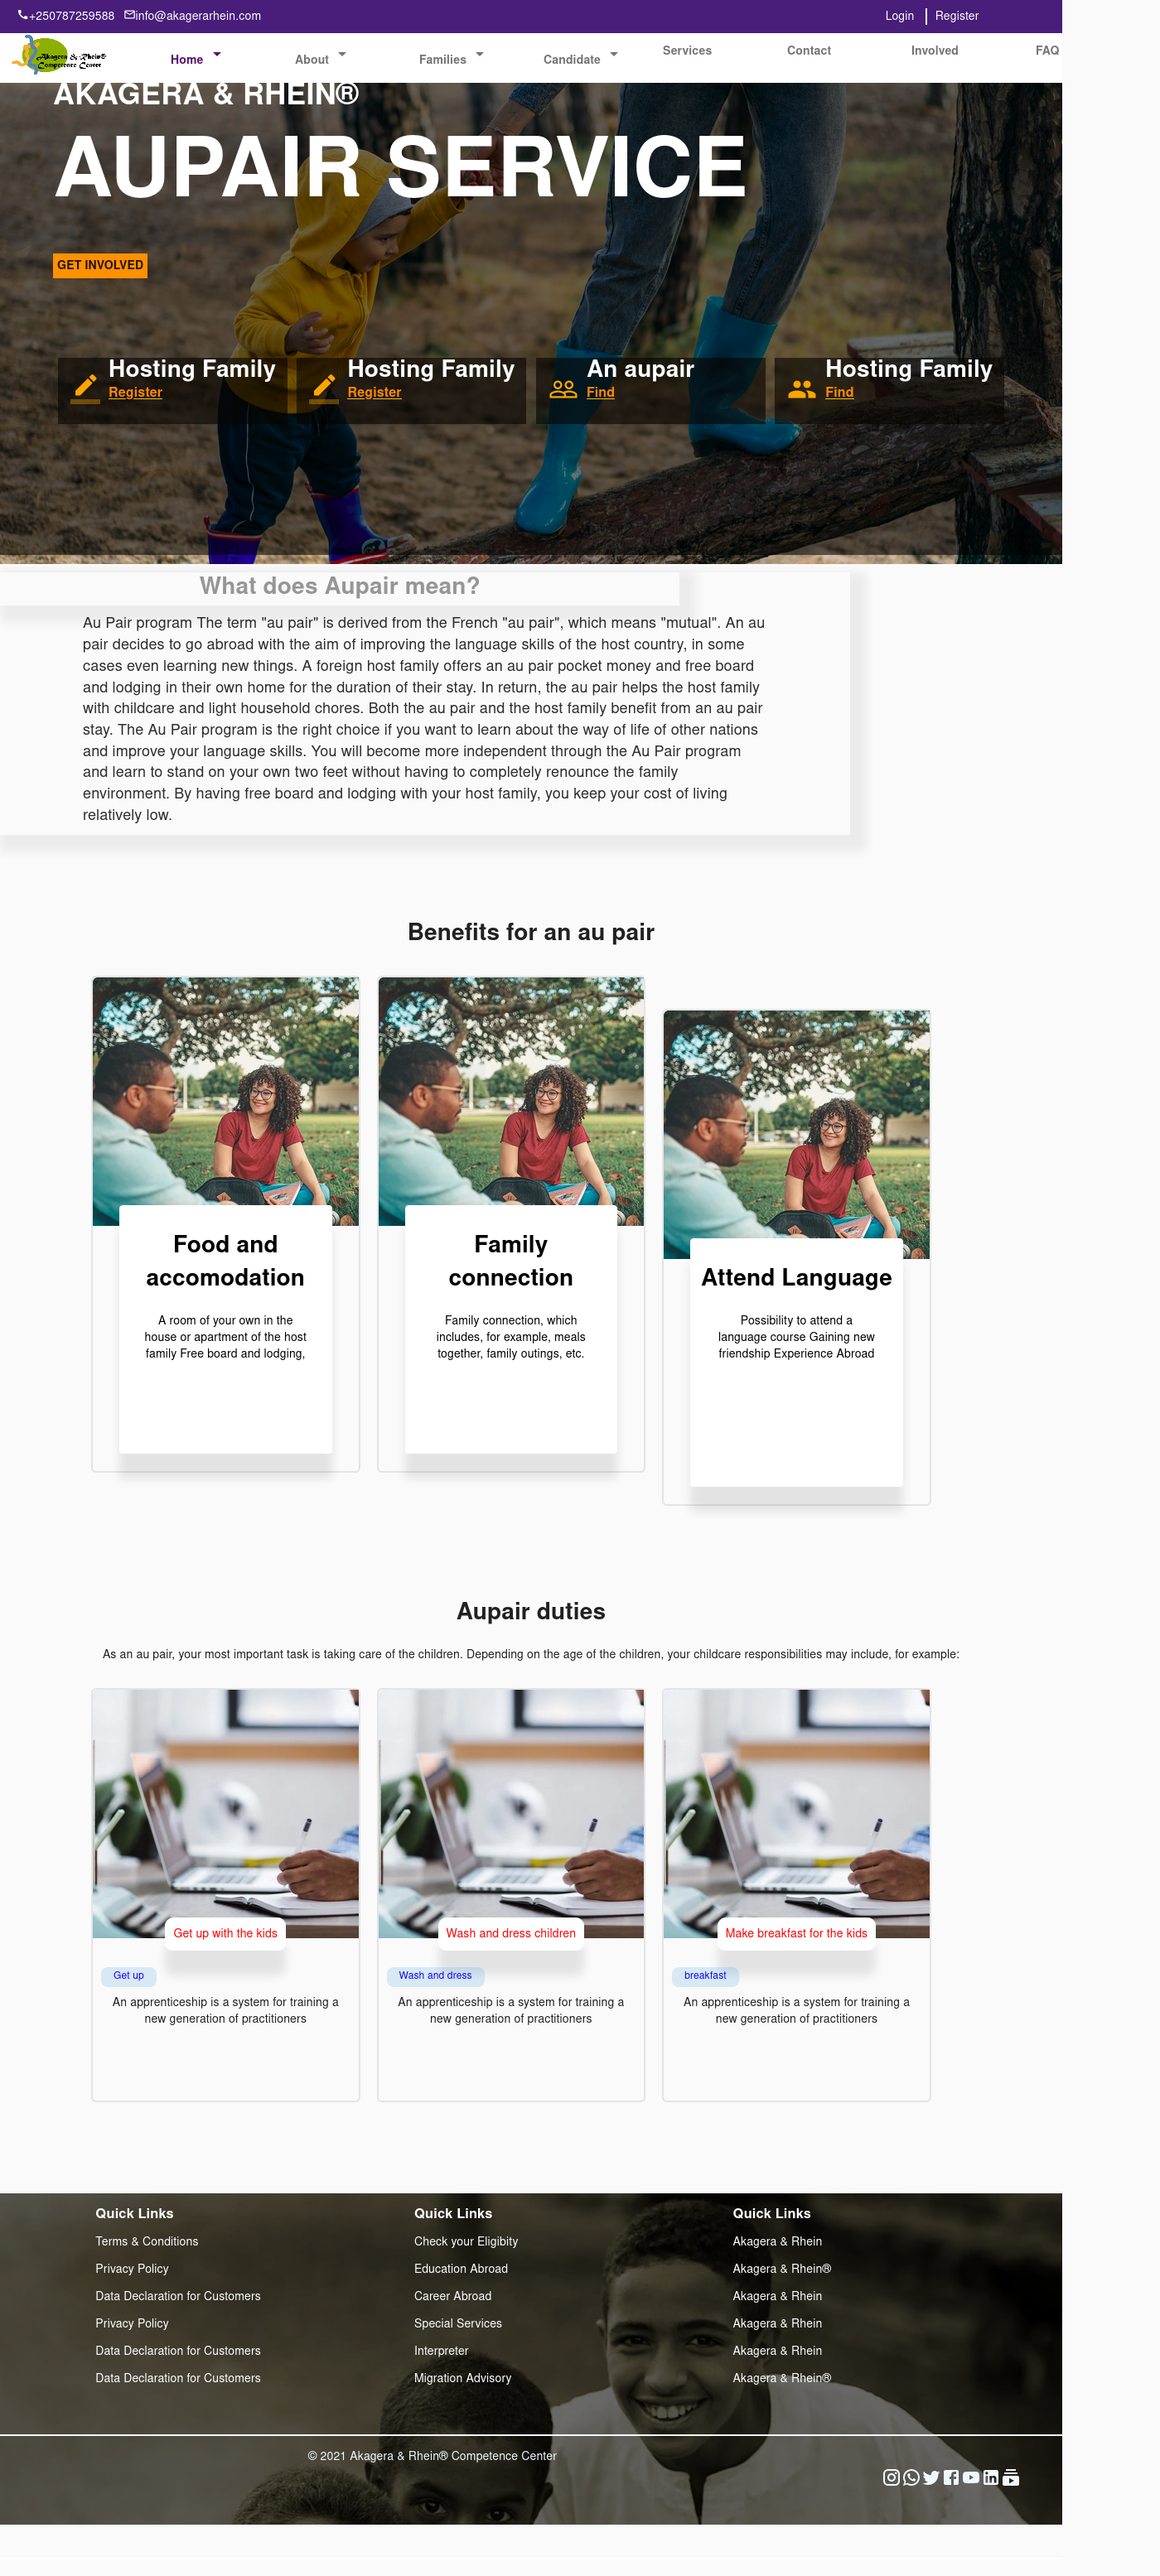 +250787259588 info@akagerarhein.com Login Register
Akagera & Rhein®
Competence Center
Home About Families Candidate Services Contact Involved FAQ
AKAGERA & RHEIN®
AUPAIR SERVICE
GET INVOLVED
Hosting Family Hosting Family An aupair Hosting Family
Register Register Find Find
What does Aupair mean?
Au Pair program The term "au pair" is derived from the French "au pair", which means "mutual". An au
pair decides to go abroad with the aim of improving the language skills of the host country, in some
cases even learning new things. A foreign host family offers an au pair pocket money and free board
and lodging in their own home for the duration of their stay. In return, the au pair helps the host family
with childcare and light household chores. Both the au pair and the host family benefit from an au pair
stay. The Au Pair program is the right choice if you want to learn about the way of life of other nations
and improve your language skills. You will become more independent through the Au Pair program
and learn to stand on your own two feet without having to completely renounce the family
environment. By having free board and lodging with your host family, you keep your cost of living
relatively low.
Benefits for an au pair
Food and
accomodation
A room of your own in the
house or apartment of the host
family Free board and lodging,
Family
connection
Family connection, which
includes, for example, meals
together, family outings, etc.
Attend Language
Possibility to attend a
language course Gaining new
friendship Experience Abroad
Aupair duties
As an au pair, your most important task is taking care of the children. Depending on the age of the children, your childcare responsibilities may include, for example:
Get up with the kids
Get up
An apprenticeship is a system for training a
new generation of practitioners
Wash and dress children
Wash and dress
An apprenticeship is a system for training a
new generation of practitioners
Make breakfast for the kids
breakfast
An apprenticeship is a system for training a
new generation of practitioners
Quick Links
Terms & Conditions
Privacy Policy
Data Declaration for Customers
Privacy Policy
Data Declaration for Customers
Data Declaration for Customers
Quick Links
Check your Eligibity
Education Abroad
Career Abroad
Special Services
Interpreter
Migration Advisory
Quick Links
Akagera & Rhein
Akagera & Rhein®
Akagera & Rhein
Akagera & Rhein
Akagera & Rhein
Akagera & Rhein®
© 2021 Akagera & Rhein® Competence Center